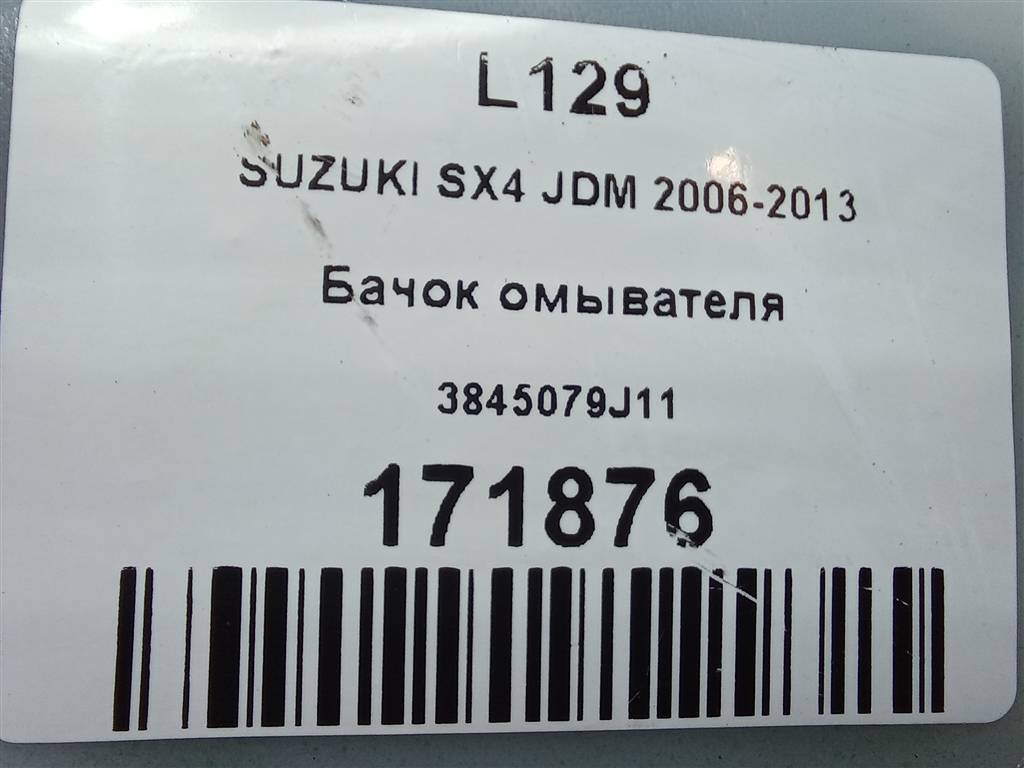 L129
SUZUKI SX4 JDM 2006-2013
Бачок омывателя
3845079J11
171876